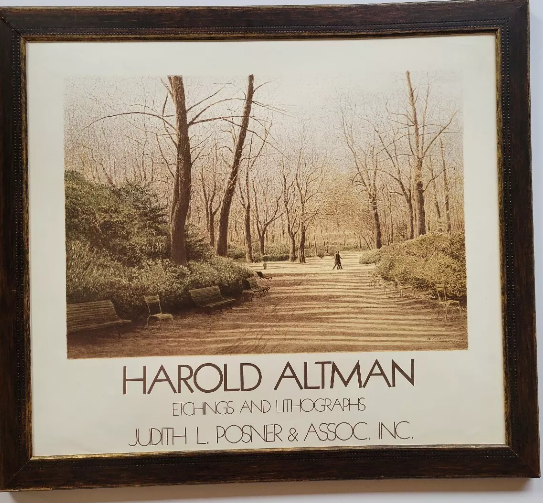 HAROLD ALTMAN
ETCHINGS AND LITHOGRAPHS
JUDITH L. POSNER & ASSOC. INC.